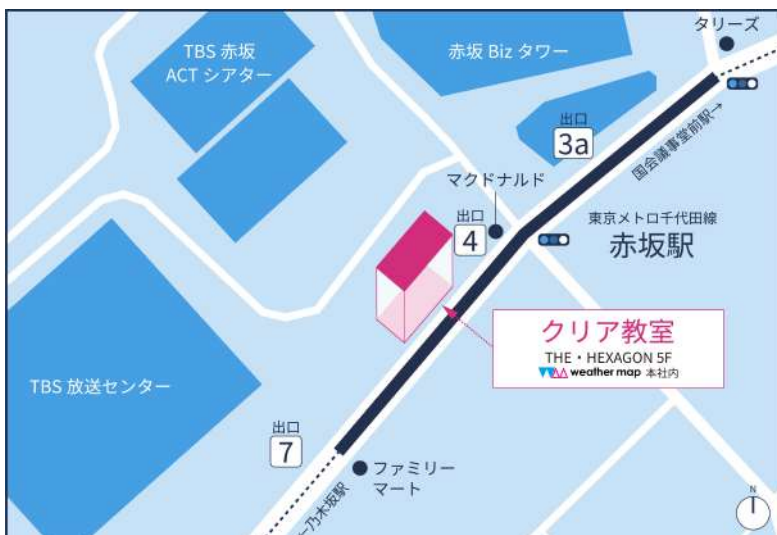 タリーズ
TBS 赤坂
ACT シアター
赤坂 Biz タワー
出口
3a
国会議事堂前駅→
マクドナルド
出口
4
東京メトロ千代田線
赤坂駅
クリア教室
THE・HEXAGON 5F
weather map 本社内
TBS 放送センター
出口
7
ファミリー
マート
←乃木坂駅
N